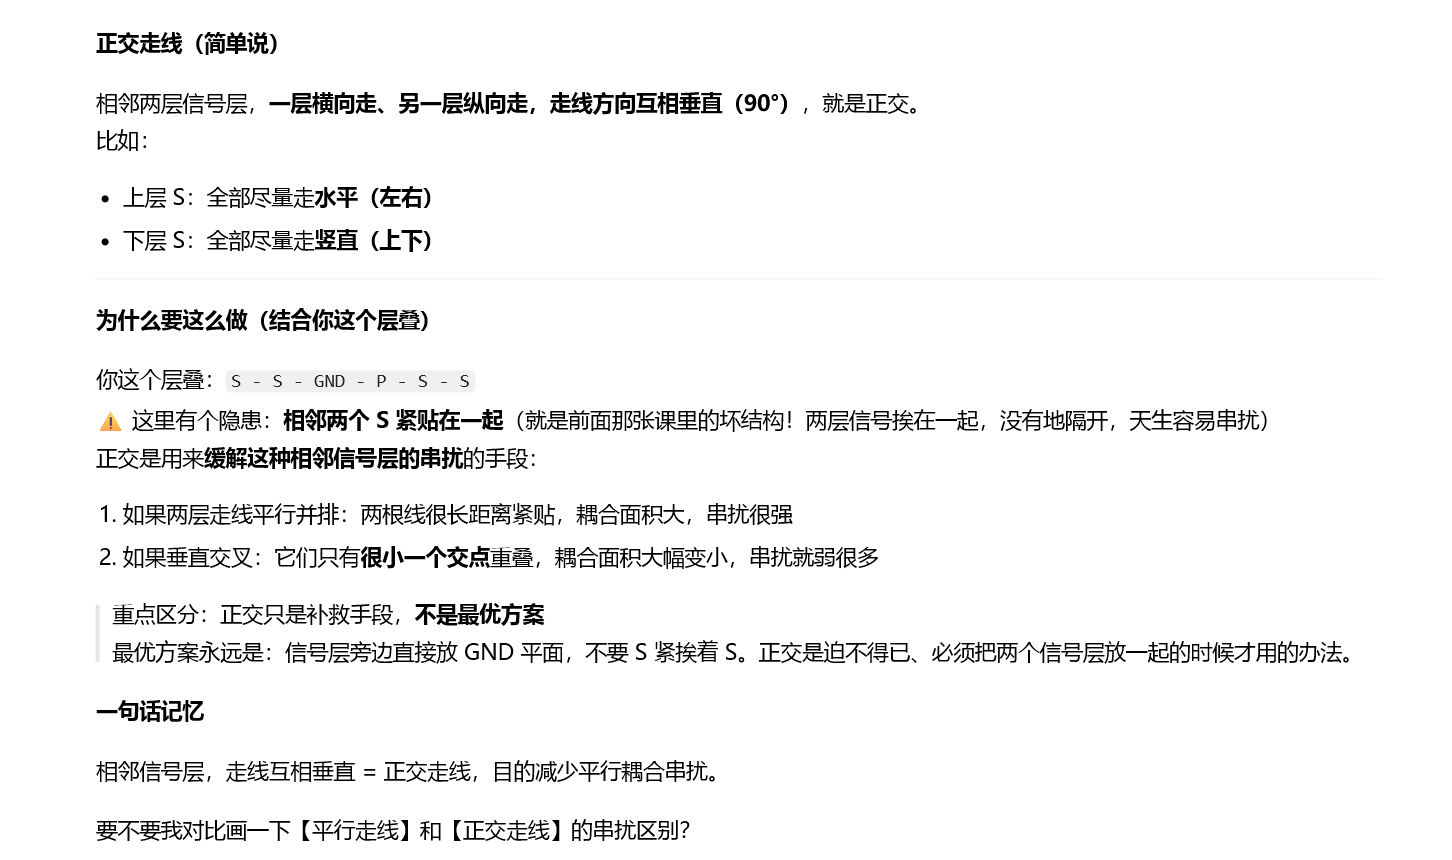 正交走线（简单说）
相邻两层信号层，一层横向走、另一层纵向走，走线方向互相垂直（90°），就是正交。
比如：
• 上层 S：全部尽量走水平（左右）
• 下层 S：全部尽量走竖直（上下）
为什么要这么做（结合你这个层叠）
你这个层叠：S - S - GND - P - S - S
⚠️ 这里有个隐患：相邻两个 S 紧贴在一起（就是前面那张课里的坏结构！两层信号挨在一起，没有地隔开，天生容易串扰）
正交是用来缓解这种相邻信号层的串扰的手段：
1. 如果两层走线平行并排：两根线很长距离紧贴，耦合面积大，串扰很强
2. 如果垂直交叉：它们只有很小一个交点重叠，耦合面积大幅变小，串扰就弱很多
重点区分：正交只是补救手段，不是最优方案
最优方案永远是：信号层旁边直接放 GND 平面，不要 S 紧挨着 S。正交是迫不得已、必须把两个信号层放一起的时候才用的办法。
一句话记忆
相邻信号层，走线互相垂直 = 正交走线，目的减少平行耦合串扰。
要不要我对比画一下【平行走线】和【正交走线】的串扰区别？